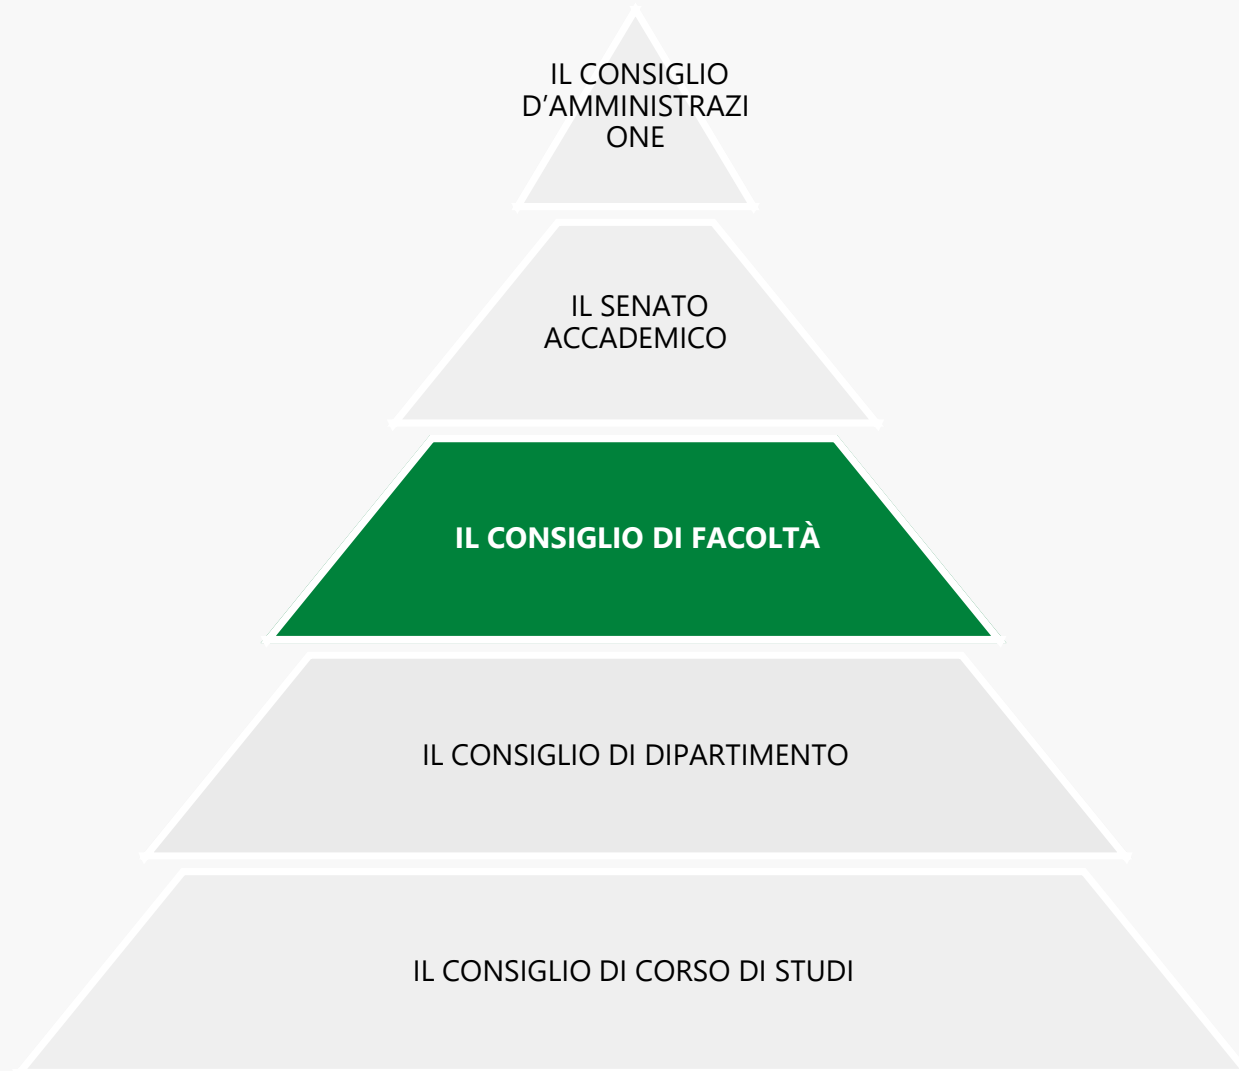 IL CONSIGLIO
D’AMMINISTRAZI
ONE
IL SENATO
ACCADEMICO
IL CONSIGLIO DI FACOLTÀ
IL CONSIGLIO DI DIPARTIMENTO
IL CONSIGLIO DI CORSO DI STUDI